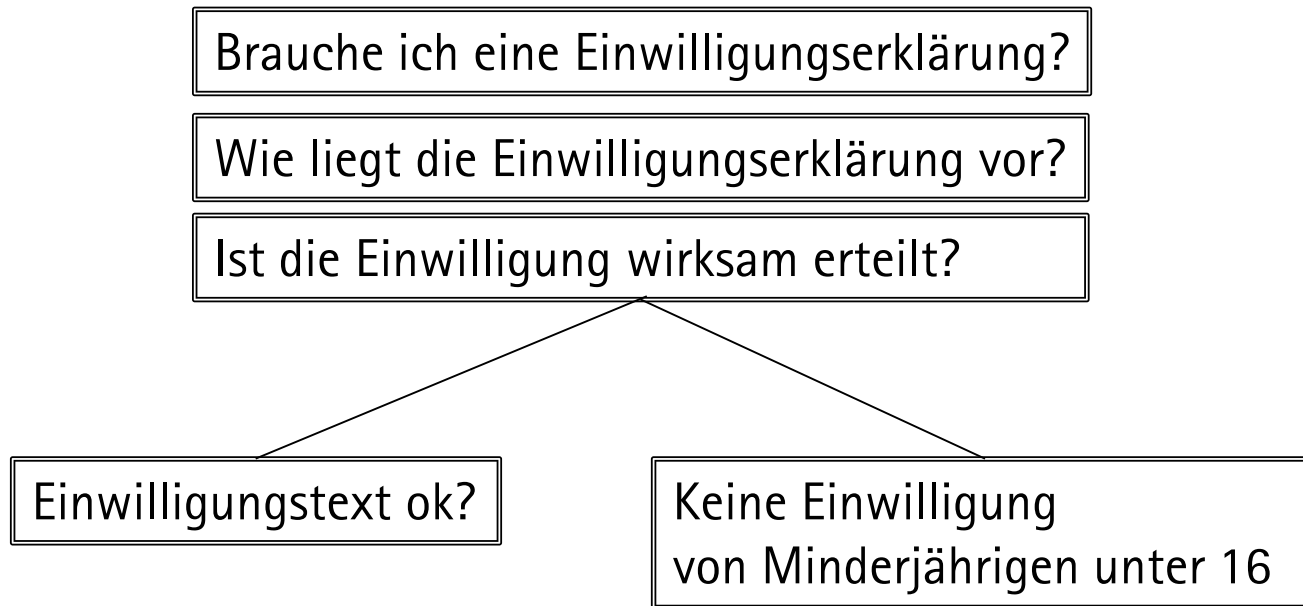 Brauche ich eine Einwilligungserklärung?
Wie liegt die Einwilligungserklärung vor?
Ist die Einwilligung wirksam erteilt?
Einwilligungstext ok?
Keine Einwilligung
von Minderjährigen unter 16